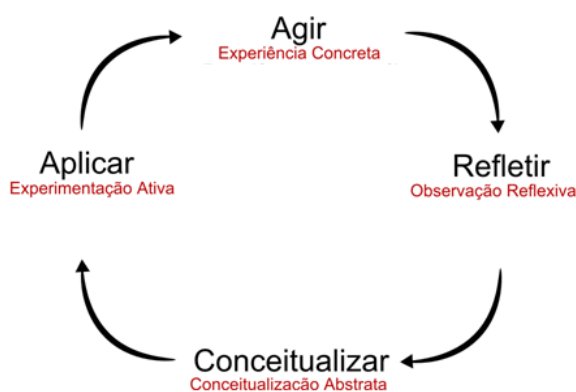 Agir
Experiência Concreta
Aplicar
Experimentação Ativa
Refletir
Observação Reflexiva
Conceitualizar
Conceitualização Abstrata